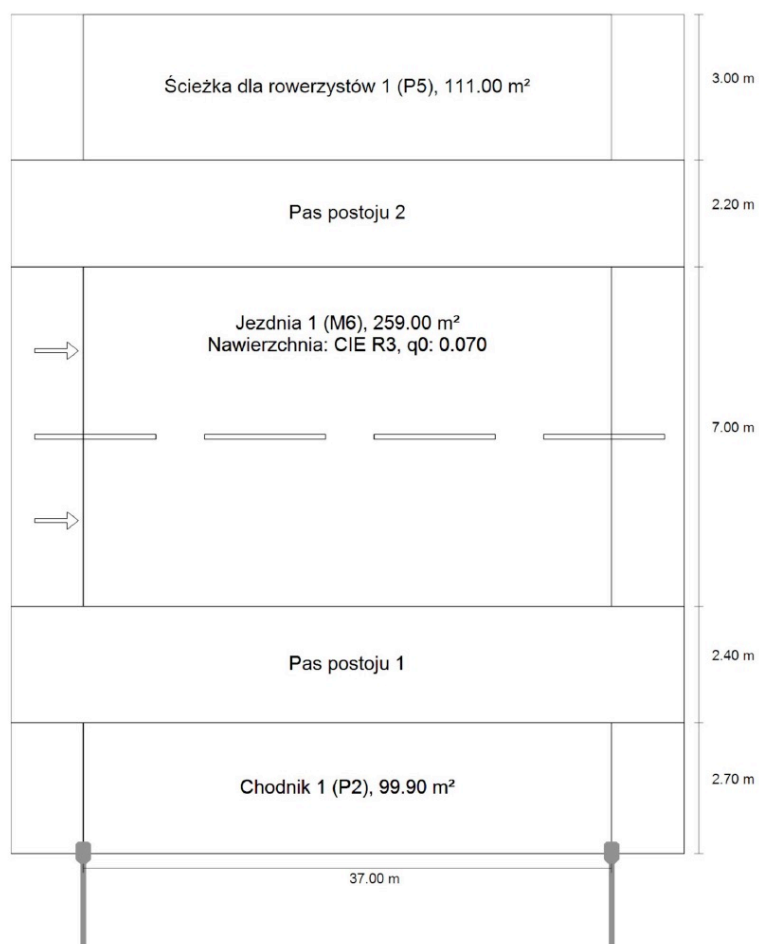 Ścieżka dla rowerzystów 1 (P5), 111.00 m²
3.00 m
Pas postoju 2
2.20 m
Jezdnia 1 (M6), 259.00 m²
Nawierzchnia: CIE R3, q0: 0.070
7.00 m
Pas postoju 1
2.40 m
Chodnik 1 (P2), 99.90 m²
2.70 m
37.00 m